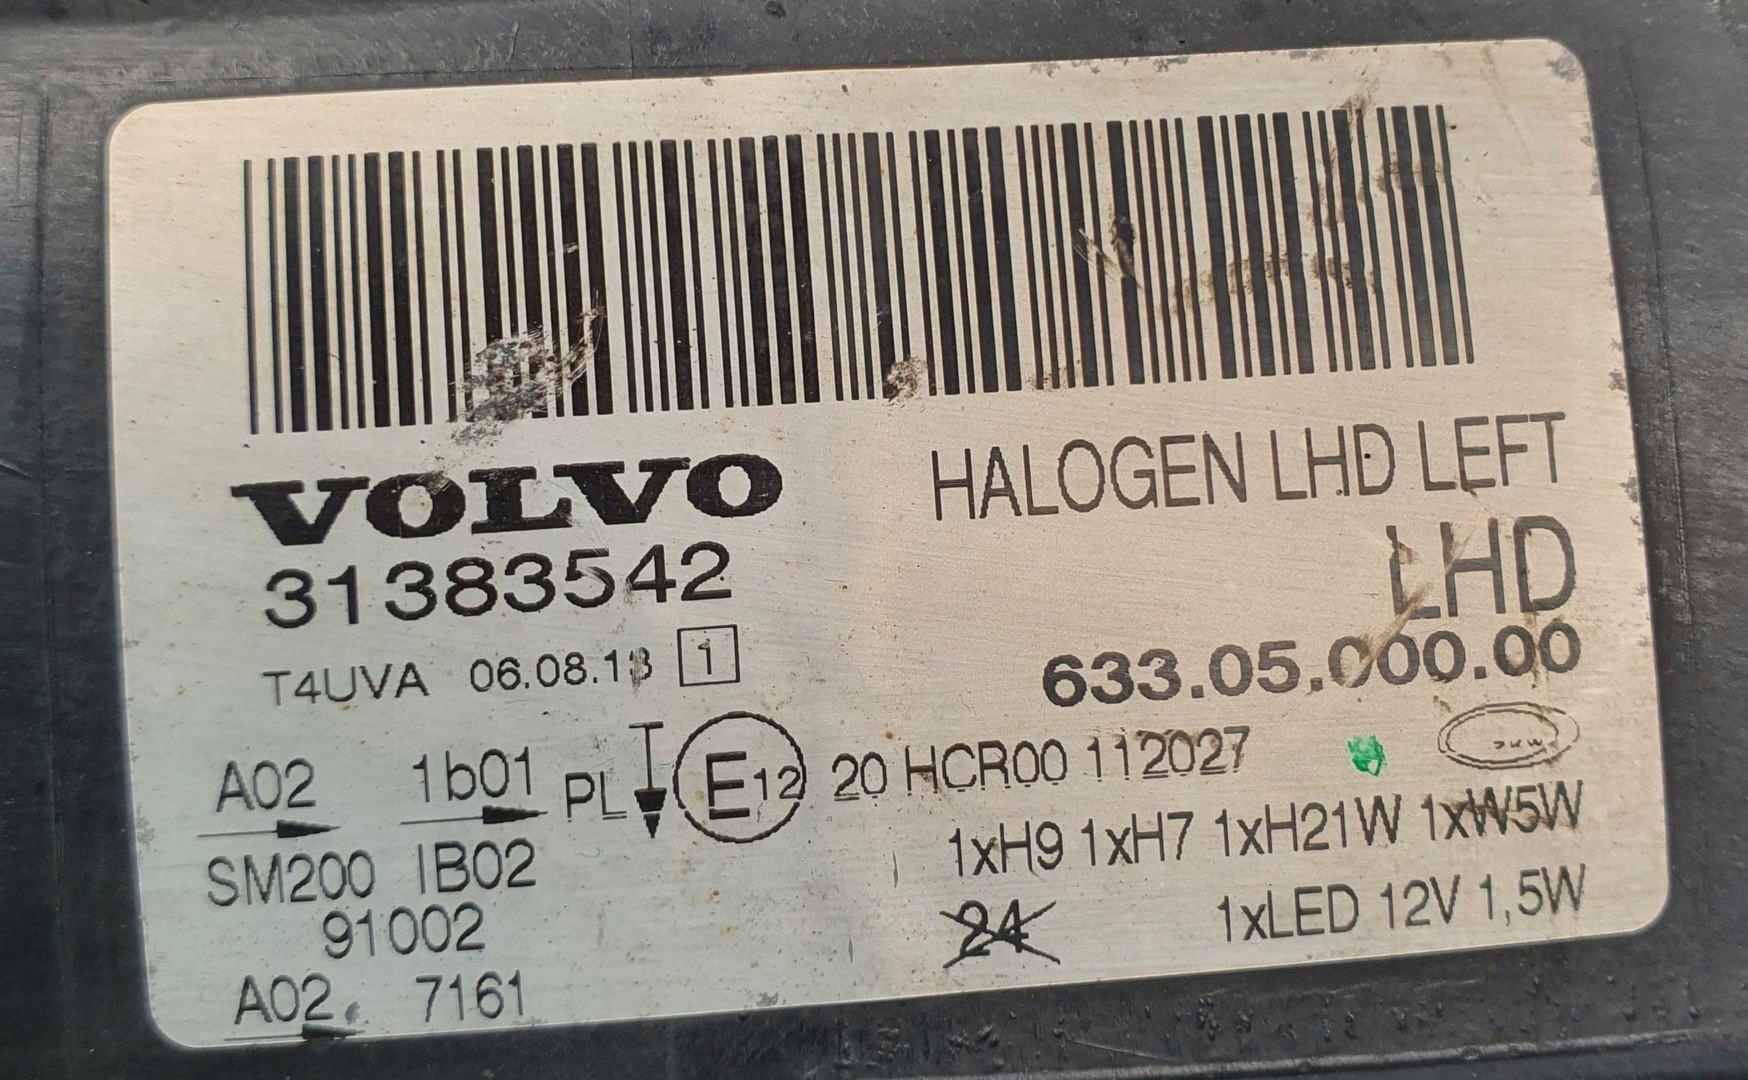 VOLVO
HALOGEN LHD LEFT
31383542
LHD
T4UVA 06.08.13 1
633.05.000.00
A02 1b01 PL E12 20 HCR00 112027
1xH9 1xH7 1xH21W 1xW5W
SM200 IB02
91002
24 1xLED 12V 1,5W
A02 7161